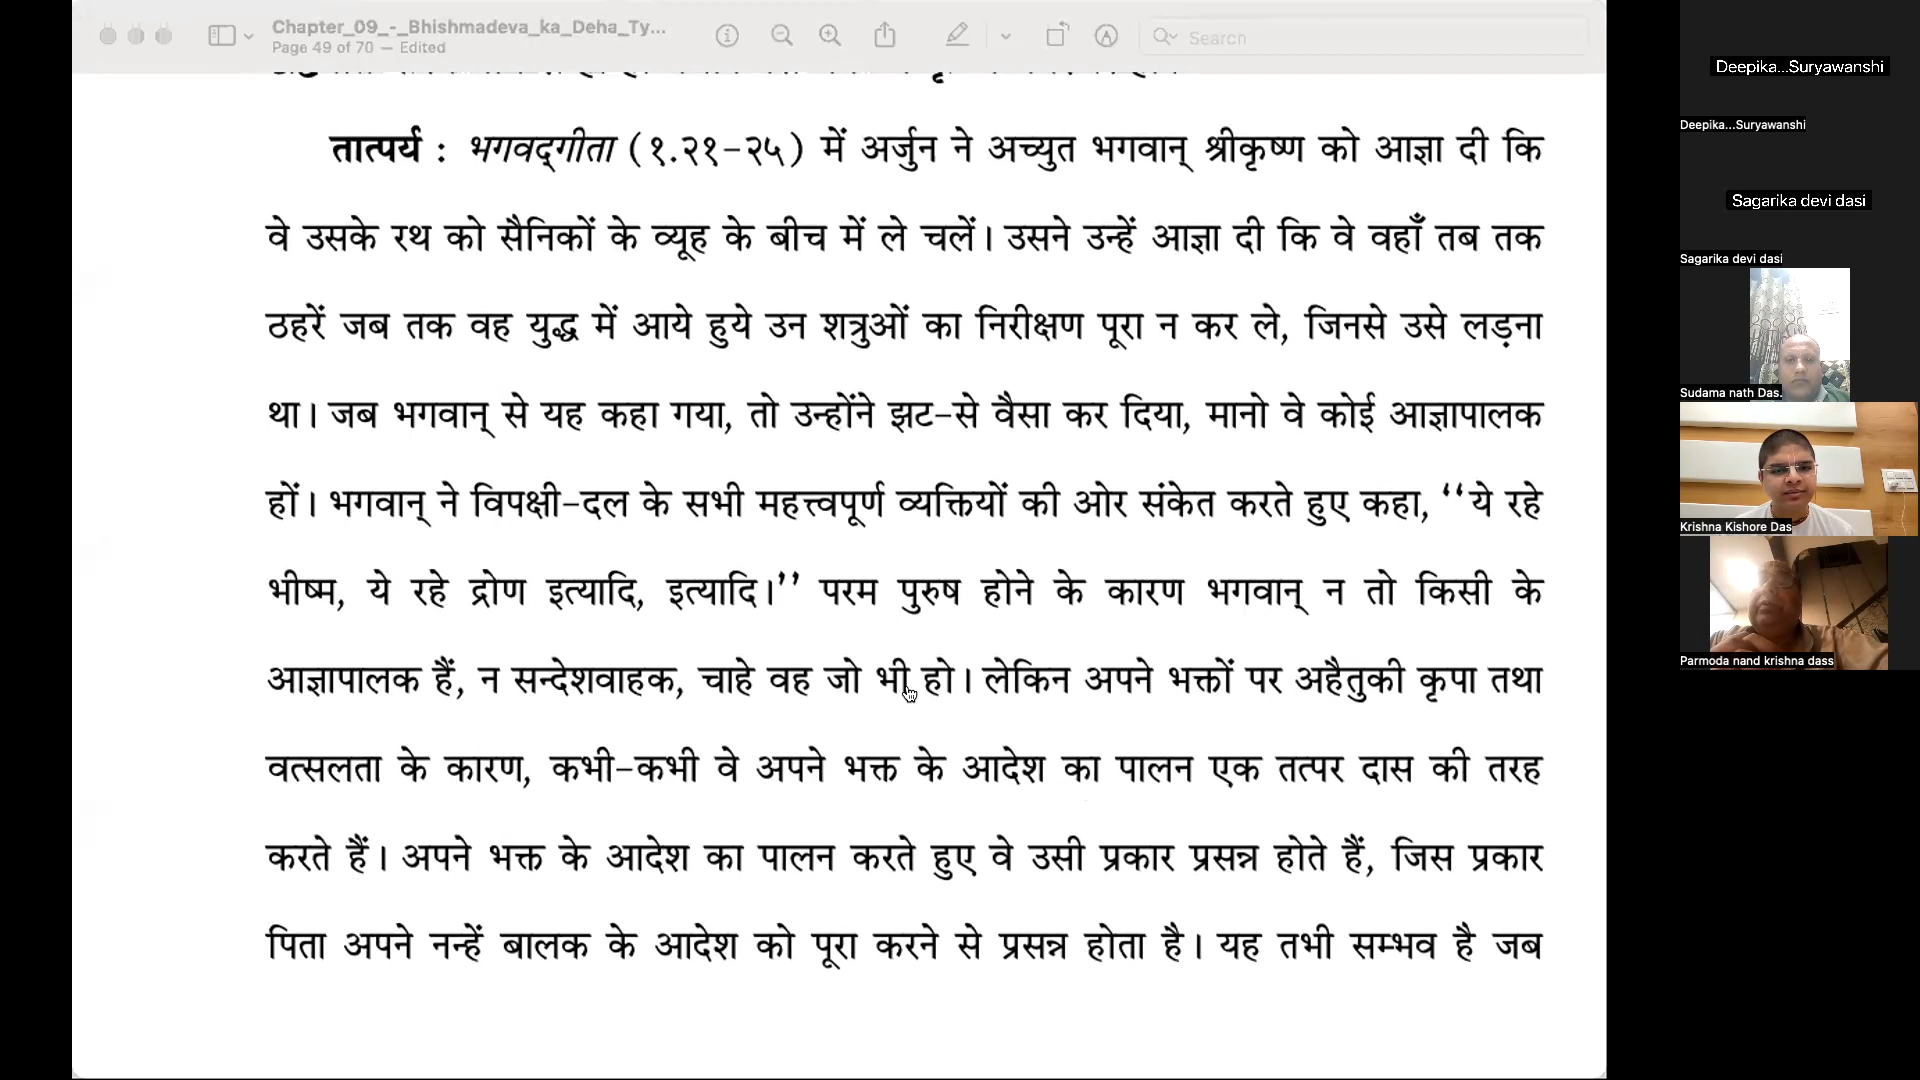 Chapter_09_-_Bhishmadeva_ka_Deha_Ty...
Page 49 of 70 — Edited
Search
तात्पर्य : भगवद्‌गीता (१.२१-२५) में अर्जुन ने अच्युत भगवान् श्रीकृष्ण को आज्ञा दी कि
वे उसके रथ को सैनिकों के व्यूह के बीच में ले चलें। उसने उन्हें आज्ञा दी कि वे वहाँ तब तक
ठहरें जब तक वह युद्ध में आये हुये उन शत्रुओं का निरीक्षण पूरा न कर ले, जिनसे उसे लड़ना
था। जब भगवान् से यह कहा गया, तो उन्होंने झट-से वैसा कर दिया, मानो वे कोई आज्ञापालक
हों। भगवान् ने विपक्षी-दल के सभी महत्त्वपूर्ण व्यक्तियों की ओर संकेत करते हुए कहा, ‘‘ये रहे
भीष्म, ये रहे द्रोण इत्यादि, इत्यादि।’’ परम पुरुष होने के कारण भगवान् न तो किसी के
आज्ञापालक हैं, न सन्देशवाहक, चाहे वह जो भी हो। लेकिन अपने भक्तों पर अहैतुकी कृपा तथा
वत्सलता के कारण, कभी-कभी वे अपने भक्त के आदेश का पालन एक तत्पर दास की तरह
करते हैं। अपने भक्त के आदेश का पालन करते हुए वे उसी प्रकार प्रसन्न होते हैं, जिस प्रकार
पिता अपने नन्हें बालक के आदेश को पूरा करने से प्रसन्न होता है। यह तभी सम्भव है जब
Deepika...Suryawanshi
Deepika...Suryawanshi
Sagarika devi dasi
Sagarika devi dasi
Sudama nath Das.
Krishna Kishore Das
Parmoda nand krishna dass